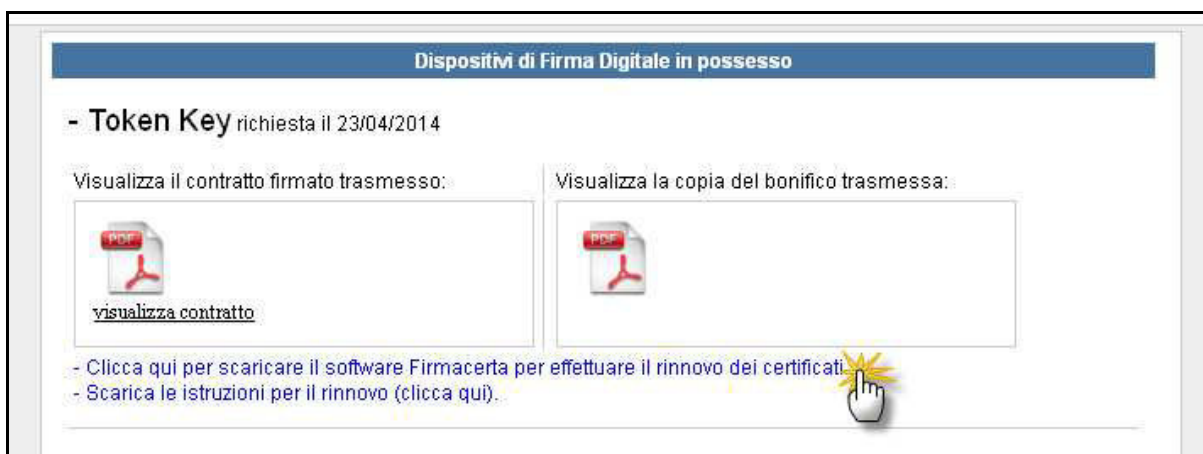 Dispositivi di Firma Digitale in possesso
- Token Key richiesta il 23/04/2014
Visualizza il contratto firmato trasmesso:
Visualizza la copia del bonifico trasmessa:
PDF
PDF
visualizza contratto
- Clicca qui per scaricare il software Firmacerta per effettuare il rinnovo dei certificati
- Scarica le istruzioni per il rinnovo (clicca qui).